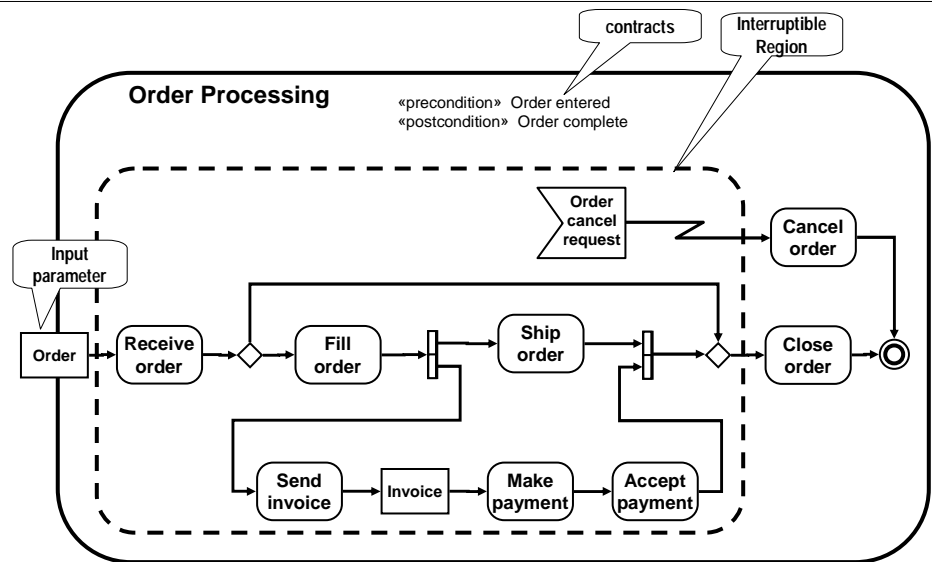 contracts
Interruptible
Region
Order Processing
«precondition» Order entered
«postcondition» Order complete
Order
cancel
request
Cancel
order
Input
parameter
Order
Receive
order
Fill
order
Ship
order
Close
order
Send
invoice
Invoice
Make
payment
Accept
payment